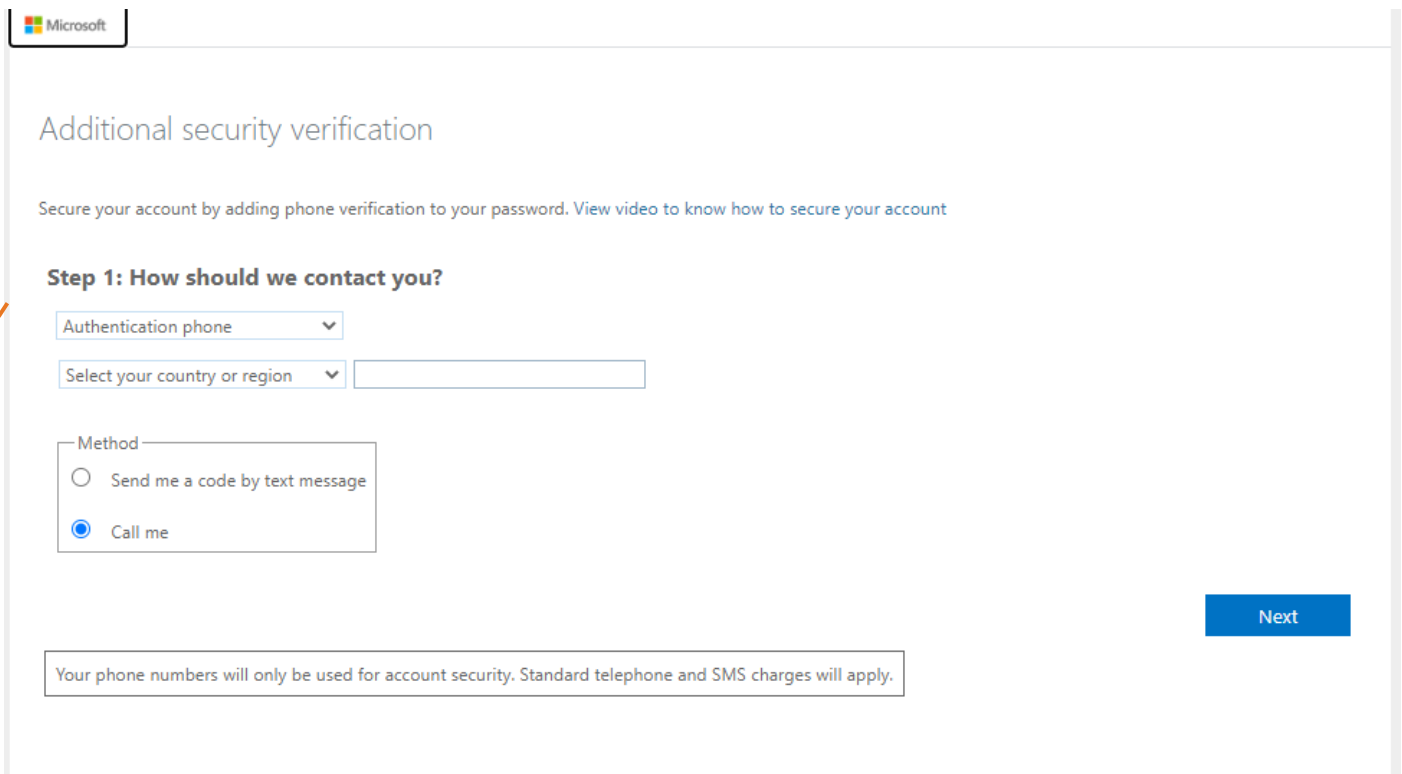 Microsoft
Additional security verification
Secure your account by adding phone verification to your password. View video to know how to secure your account
Step 1: How should we contact you?
Authentication phone
Select your country or region
Method
Send me a code by text message
Call me
Next
Your phone numbers will only be used for account security. Standard telephone and SMS charges will apply.